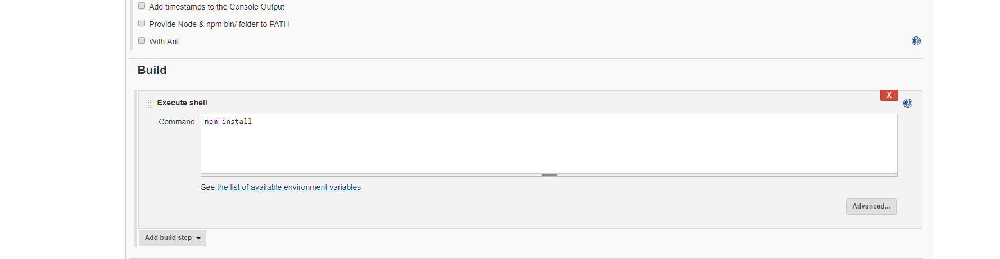 Add timestamps to the Console Output
Provide Node & npm bin/ folder to PATH
With Ant
?
Build
X
Execute shell
?
Command
npm install
See the list of available environment variables
Advanced...
Add build step